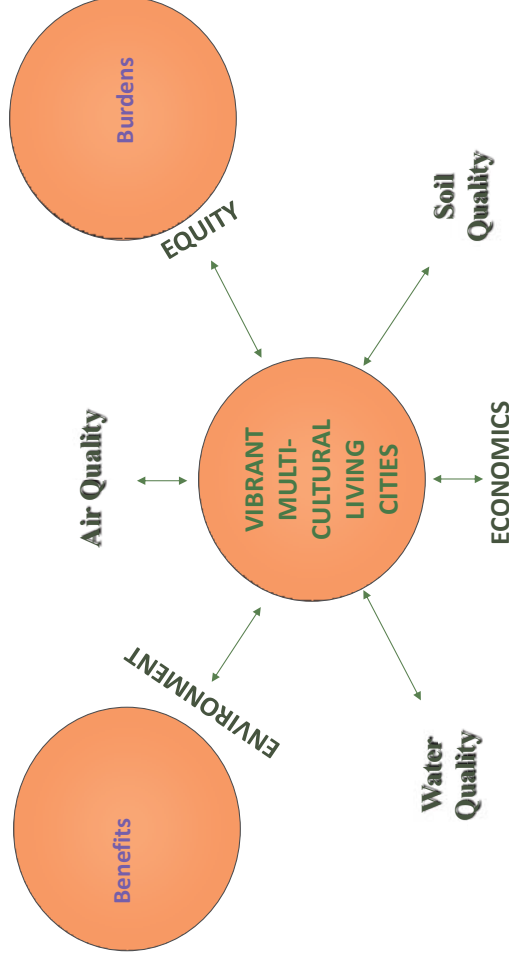 Benefits
Burdens
ENVIRONMENT
Air Quality
EQUITY
VIBRANT
MULTI-
CULTURAL
LIVING
CITIES
Water
Quality
ECONOMICS
Soil
Quality